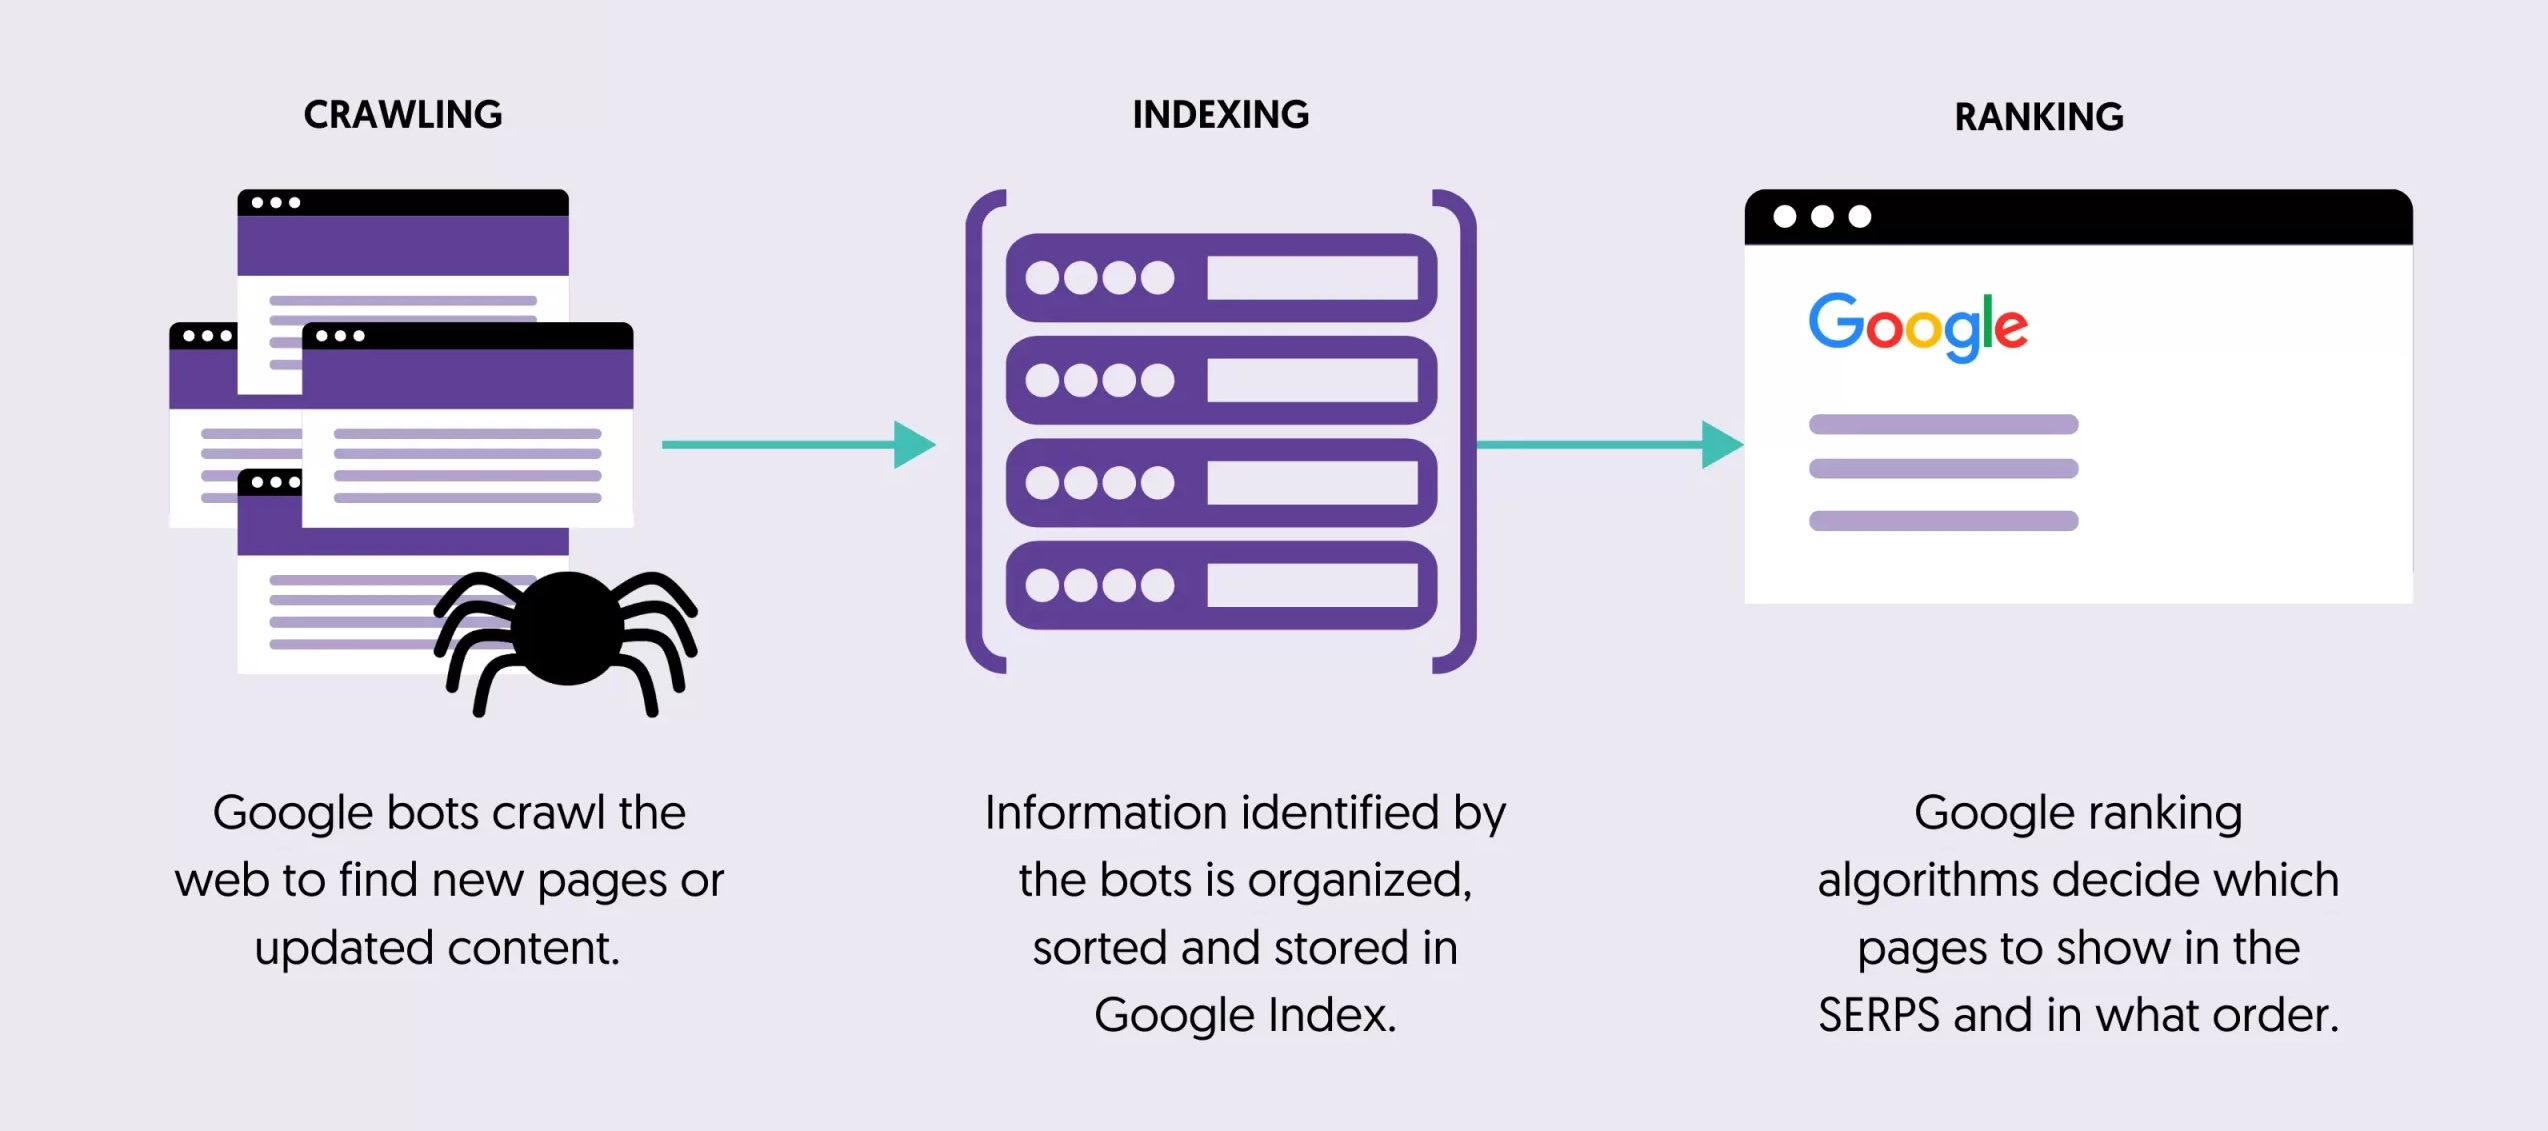 CRAWLING
Google bots crawl the
web to find new pages or
updated content.
INDEXING
Information identified by
the bots is organized,
sorted and stored in
Google Index.
RANKING
Google
Google ranking
algorithms decide which
pages to show in the
SERPS and in what order.